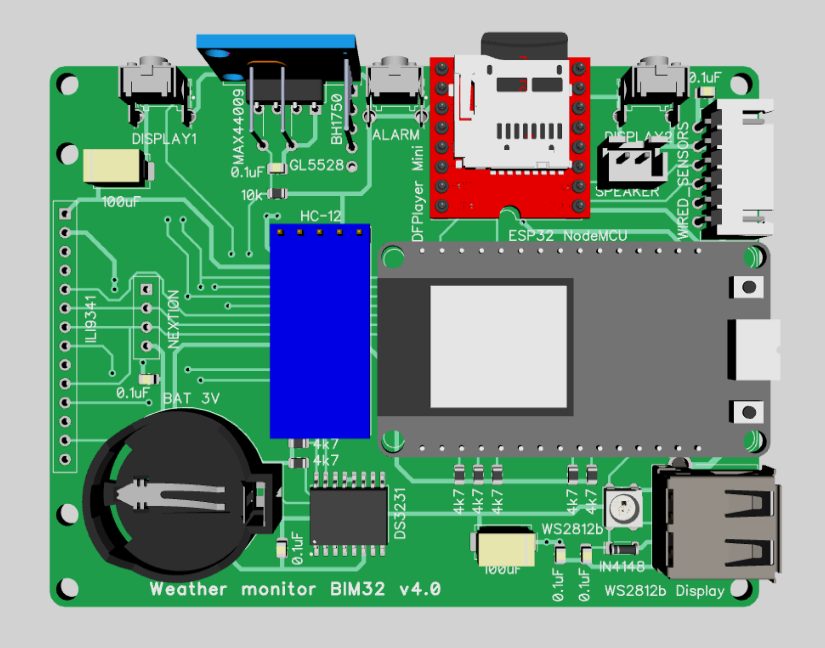 0.1uF
DISPLAY1
MAX44009
BH1750
ALARM
DISPLAY2
0.1uF
GL5528
10k
100uF
DFPlayer Mini
SPEAKER
WIRED_SENSORS
HC-12
ESP32 NodeMCU
ILI9341
NEXTION
0.1uF
BAT 3V
4k7
4k7
4k7
4k7
4k7
4k7
4k7
DS3231
WS2812b
0.1uF
100uF
0.1uF
0.1uF
IN4148
Weather monitor BIM32 v4.0
WS2812b Display